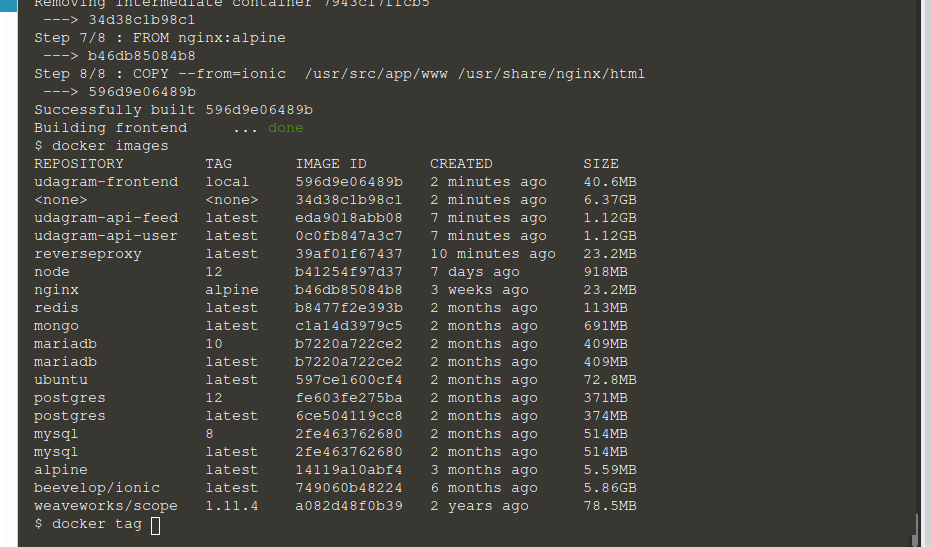 Removing intermediate container 7943c17ffcb5
 ---> 34d38c1b98c1
Step 7/8 : FROM nginx:alpine
 ---> b46db85084b8
Step 8/8 : COPY --from=ionic  /usr/src/app/www /usr/share/nginx/html
 ---> 596d9e06489b
Successfully built 596d9e06489b
Building frontend     ... done
$ docker images
REPOSITORY         TAG       IMAGE ID       CREATED          SIZE
udagram-frontend   local     596d9e06489b   2 minutes ago    40.6MB
<none>             <none>    34d38c1b98c1   2 minutes ago    6.37GB
udagram-api-feed   latest    eda9018abb08   7 minutes ago    1.12GB
udagram-api-user   latest    0c0fb847a3c7   7 minutes ago    1.12GB
reverseproxy       latest    39af01f67437   10 minutes ago   23.2MB
node               12        b41254f97d37   7 days ago       918MB
nginx              alpine    b46db85084b8   3 weeks ago      23.2MB
redis              latest    b8477f2e393b   2 months ago     113MB
mongo              latest    c1a14d3979c5   2 months ago     691MB
mariadb            10        b7220a722ce2   2 months ago     409MB
mariadb            latest    b7220a722ce2   2 months ago     409MB
ubuntu             latest    597ce1600cf4   2 months ago     72.8MB
postgres           12        fe603fe275ba   2 months ago     371MB
postgres           latest    6ce504119cc8   2 months ago     374MB
mysql              8         2fe463762680   2 months ago     514MB
mysql              latest    2fe463762680   2 months ago     514MB
alpine             latest    14119a10abf4   3 months ago     5.59MB
beevelop/ionic     latest    749060b48224   6 months ago     5.86GB
weaveworks/scope   1.11.4    a082d48f0b39   2 years ago      78.5MB
$ docker tag